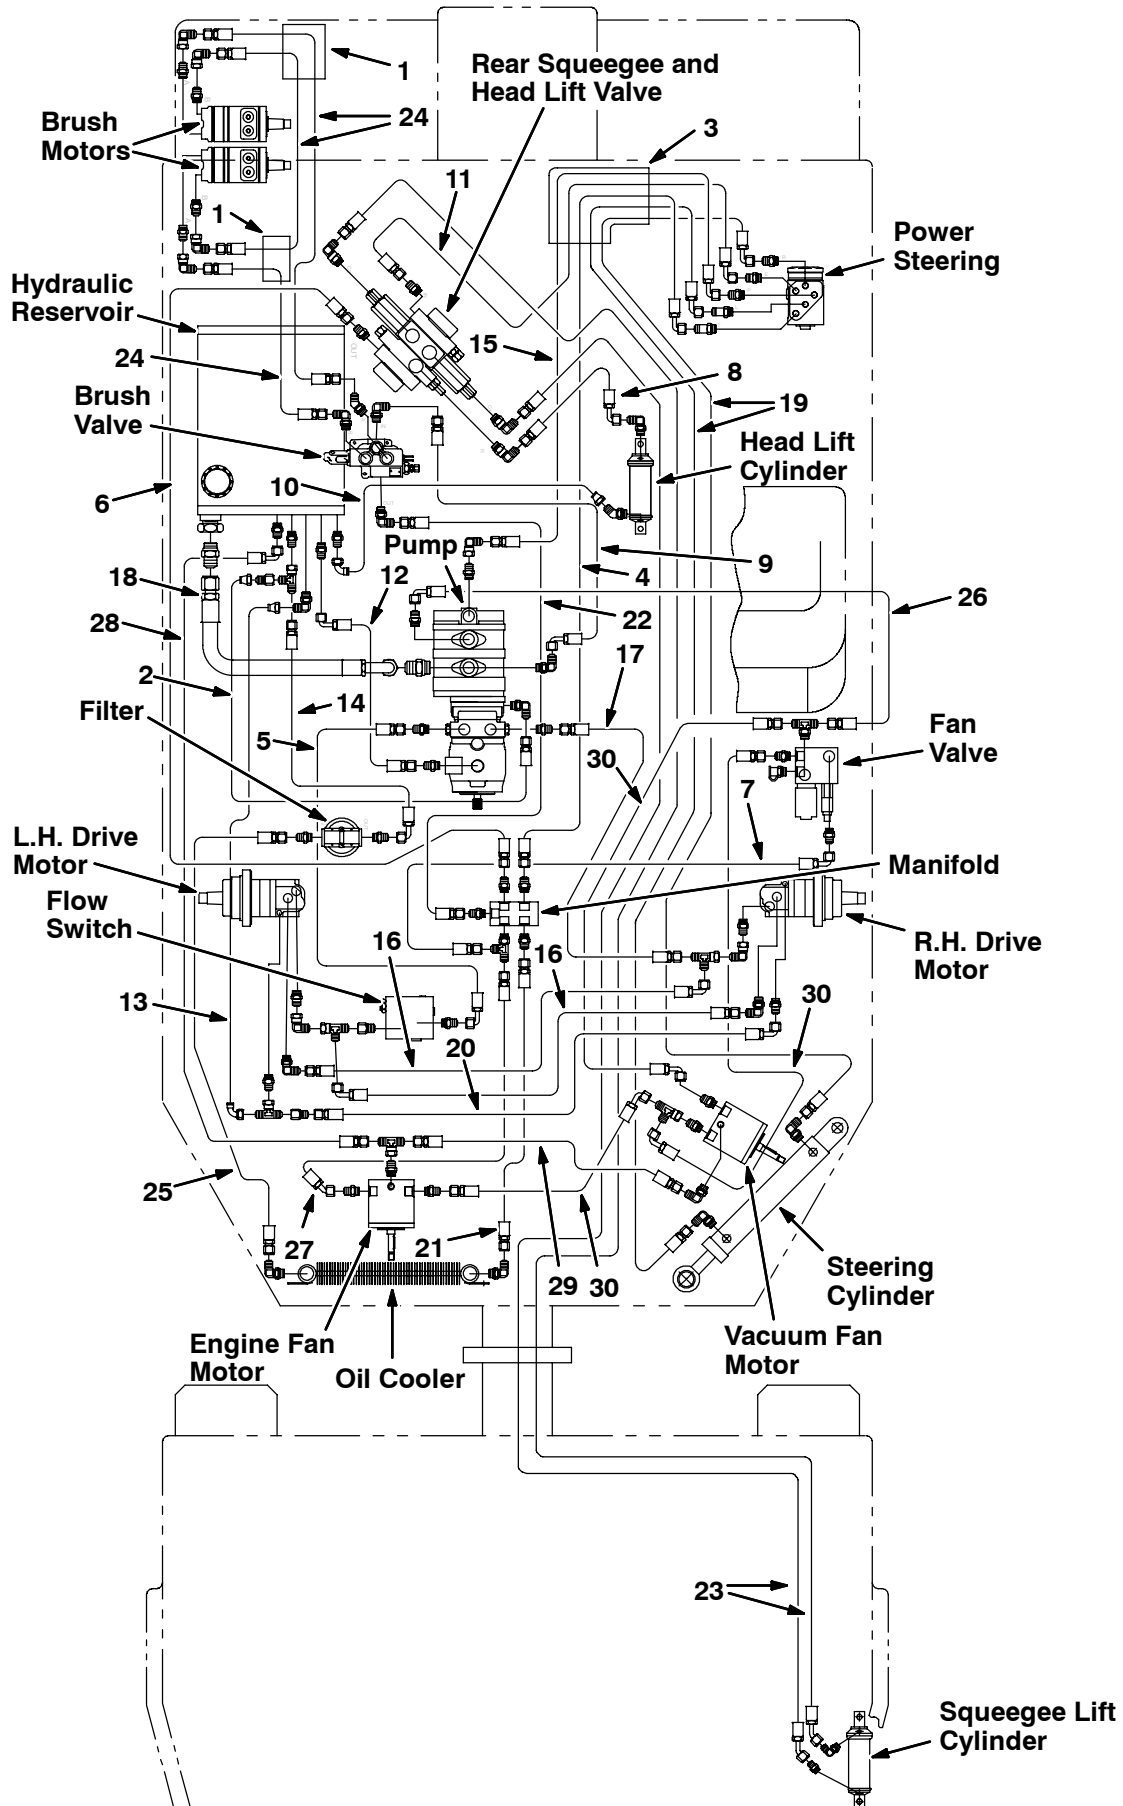 1
Rear Squeegee and
Head Lift Valve
24
3
Brush
Motors
11
1
Power
Steering
Hydraulic
Reservoir
15
24
8
Brush
Valve
19
Head Lift
Cylinder
10
6
Pump
9
18
12
4
26
28
22
2
17
14
Filter
Fan
Valve
5
30
7
L.H. Drive
Motor
Manifold
Flow
Switch
16
R.H. Drive
Motor
16
13
30
20
25
27
21
29
30
Steering
Cylinder
Engine Fan
Motor
Vacuum Fan
Motor
Oil Cooler
23
Squeegee Lift
Cylinder